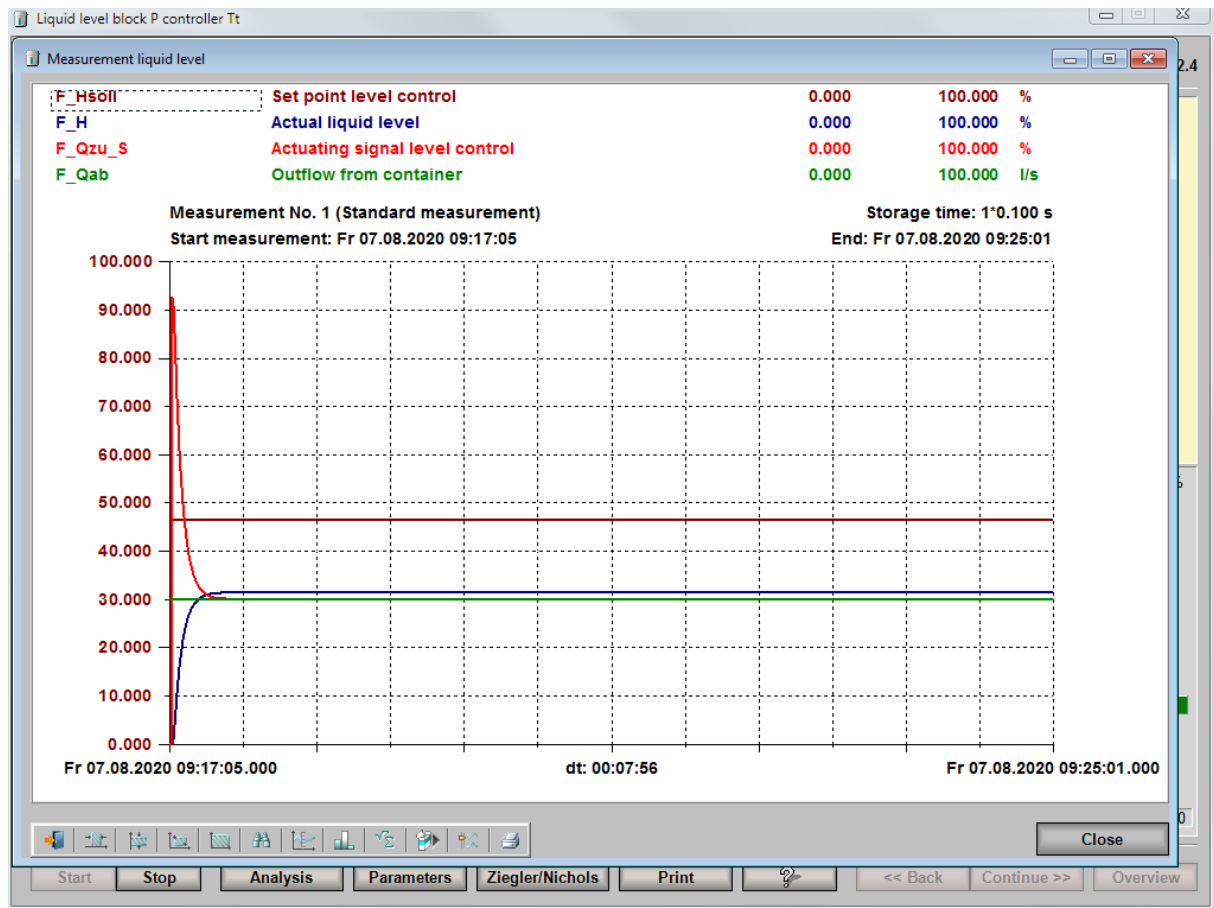 Liquid level block P controller Tt
Measurement liquid level
2.4
F_Hsoll Set point level control 0.000 100.000 %
F_H Actual liquid level 0.000 100.000 %
F_Qzu_S Actuating signal level control 0.000 100.000 %
F_Qab Outflow from container 0.000 100.000 l/s
Measurement No. 1 (Standard measurement) Storage time: 1*0.100 s
Start measurement: Fr 07.08.2020 09:17:05 End: Fr 07.08.2020 09:25:01
100.000
90.000
80.000
70.000
60.000
50.000
40.000
30.000
20.000
10.000
0.000
Fr 07.08.2020 09:17:05.000 dt: 00:07:56 Fr 07.08.2020 09:25:01.000
Close
Start Stop Analysis Parameters Ziegler/Nichols Print ? << Back Continue >> Overview